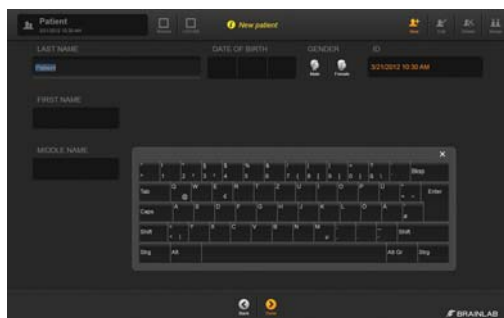 Patient
New patient
LAST NAME
DATE OF BIRTH
GENDER
ID
Patient
Male
Female
3/21/2012 10:30 AM
FIRST NAME
MIDDLE NAME
Bksp
Tab
Q W E R T Z U I O P Ü
Enter
Caps
A S D F G H J K L Ö Ä
Shift
Y X C V B N M
Shift
Strg
Alt
Alt Gr
Strg
Back
BRAINLAB